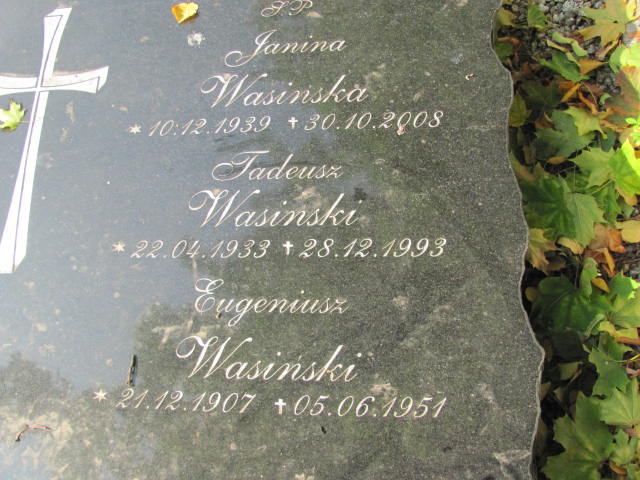 ŚP
Janina
Wasińska
* 10.12.1939 ✝ 30.10.2008
Tadeusz
Wasiński
* 22.04.1933 ✝ 28.12.1993
Eugeniusz
Wasiński
* 21.12.1907 ✝ 05.06.1951